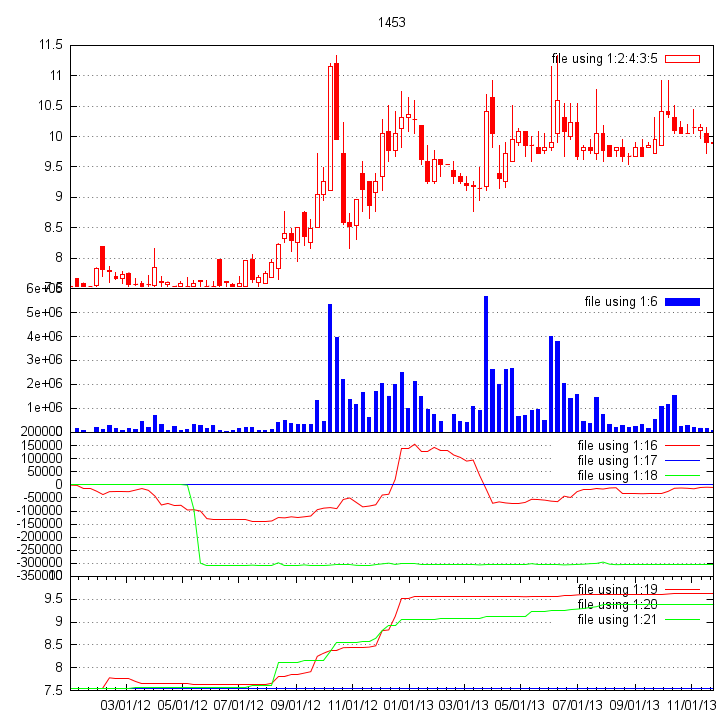 1453
11.5
file using 1:2:4:3:5
11
10.5
10
9.5
9
8.5
8
7.5
6e+06
file using 1:6
5e+06
4e+06
3e+06
2e+06
1e+06
200000
150000
file using 1:16
100000
file using 1:17
50000
file using 1:18
0
-50000
-100000
-150000
-200000
-250000
-300000
-350000
10
file using 1:19
9.5
file using 1:20
9
file using 1:21
8.5
8
7.5
03/01/12 05/01/12 07/01/12 09/01/12 11/01/12 01/01/13 03/01/13 05/01/13 07/01/13 09/01/13 11/01/13